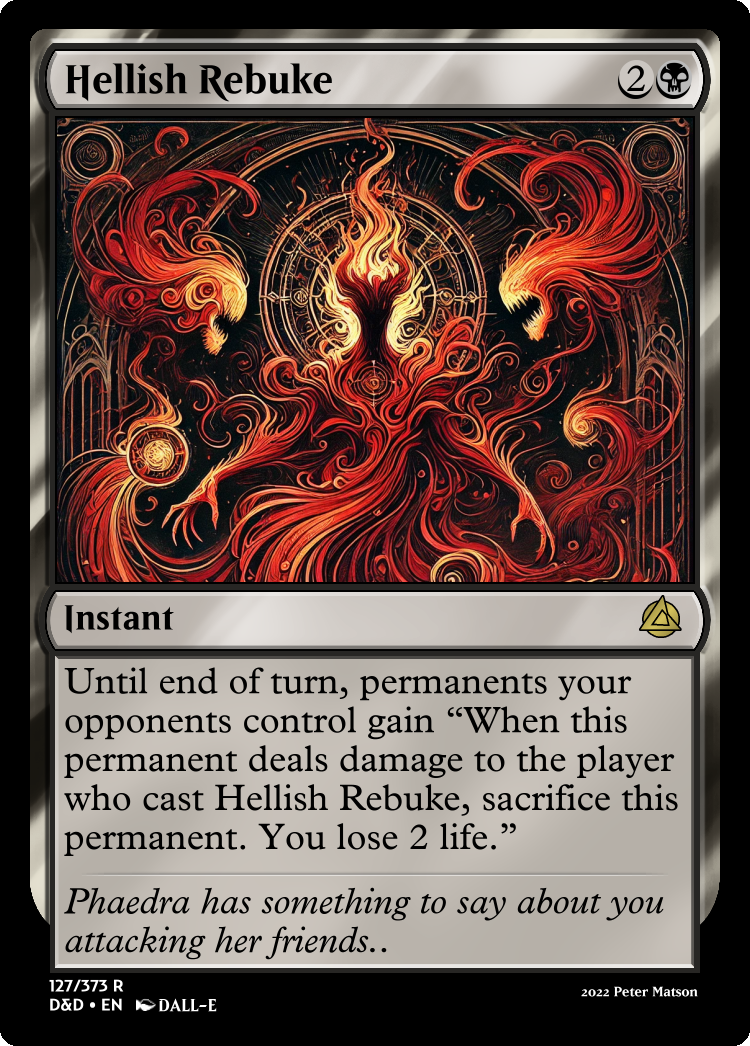 Hellish Rebuke 2
Instant
Until end of turn, permanents your
opponents control gain “When this
permanent deals damage to the player
who cast Hellish Rebuke, sacrifice this
permanent. You lose 2 life.”
Phaedra has something to say about you
attacking her friends..
127/373 R
D&D • EN DALL-E
2022 Peter Matson